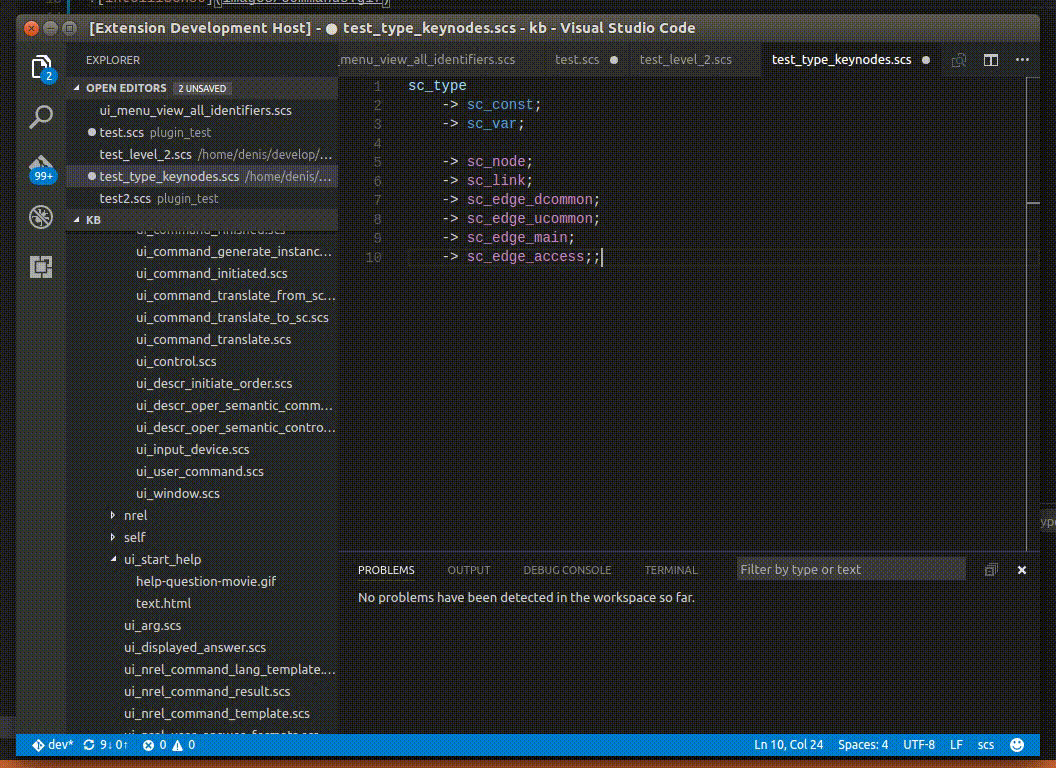 [Extension Development Host] - ● test_type_keynodes.scs - kb - Visual Studio Code
2
99+
EXPLORER
OPEN EDITORS 2 UNSAVED
ui_menu_view_all_identifiers.scs
test.scs plugin_test
test_level_2.scs /home/denis/develop/...
test_type_keynodes.scs /home/denis/...
test2.scs plugin_test
KB
ui_command_finished.scs
ui_command_generate_instanc...
ui_command_initiated.scs
ui_command_translate_from_sc...
ui_command_translate_to_sc.scs
ui_command_translate.scs
ui_control.scs
ui_descr_initiate_order.scs
ui_descr_oper_semantic_comm...
ui_descr_oper_semantic_contro...
ui_input_device.scs
ui_user_command.scs
ui_window.scs
nrel
self
ui_start_help
help-question-movie.gif
text.html
ui_arg.scs
ui_displayed_answer.scs
ui_nrel_command_lang_template....
ui_nrel_command_result.scs
ui_nrel_command_template.scs
_menu_view_all_identifiers.scs test.scs ● test_level_2.scs test_type_keynodes.scs ● ...
1 sc_type
2 -> sc_const;
3 -> sc_var;
4
5 -> sc_node;
6 -> sc_link;
7 -> sc_edge_dcommon;
8 -> sc_edge_ucommon;
9 -> sc_edge_main;
10 -> sc_edge_access;;
PROBLEMS OUTPUT DEBUG CONSOLE TERMINAL Filter by type or text
No problems have been detected in the workspace so far.
dev* 9↓ 0↑ 0 0 Ln 10, Col 24 Spaces: 4 UTF-8 LF scs